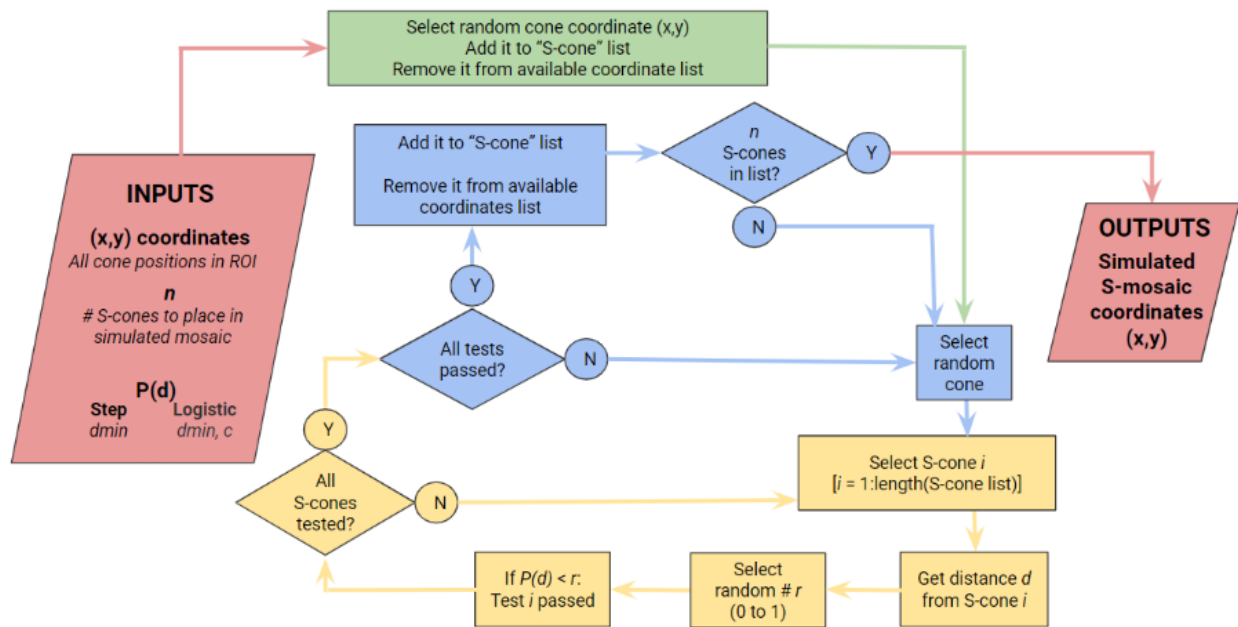 Select random cone coordinate (x,y)
Add it to "S-cone" list
Remove it from available coordinate list
Add it to "S-cone" list
Remove it from available
coordinates list
n
S-cones
in list?
Y
N
INPUTS
(x,y) coordinates
All cone positions in ROI
n
# S-cones to place in
simulated mosaic
P(d)
Step Logistic
dmin dmin, c
OUTPUTS
Simulated
S-mosaic
coordinates
(x,y)
Y
All tests
passed?
N
Select
random
cone
Y
All
S-cones
tested?
N
Select S-cone i
[i = 1:length(S-cone list)]
If P(d) < r:
Test i passed
Select
random # r
(0 to 1)
Get distance d
from S-cone i